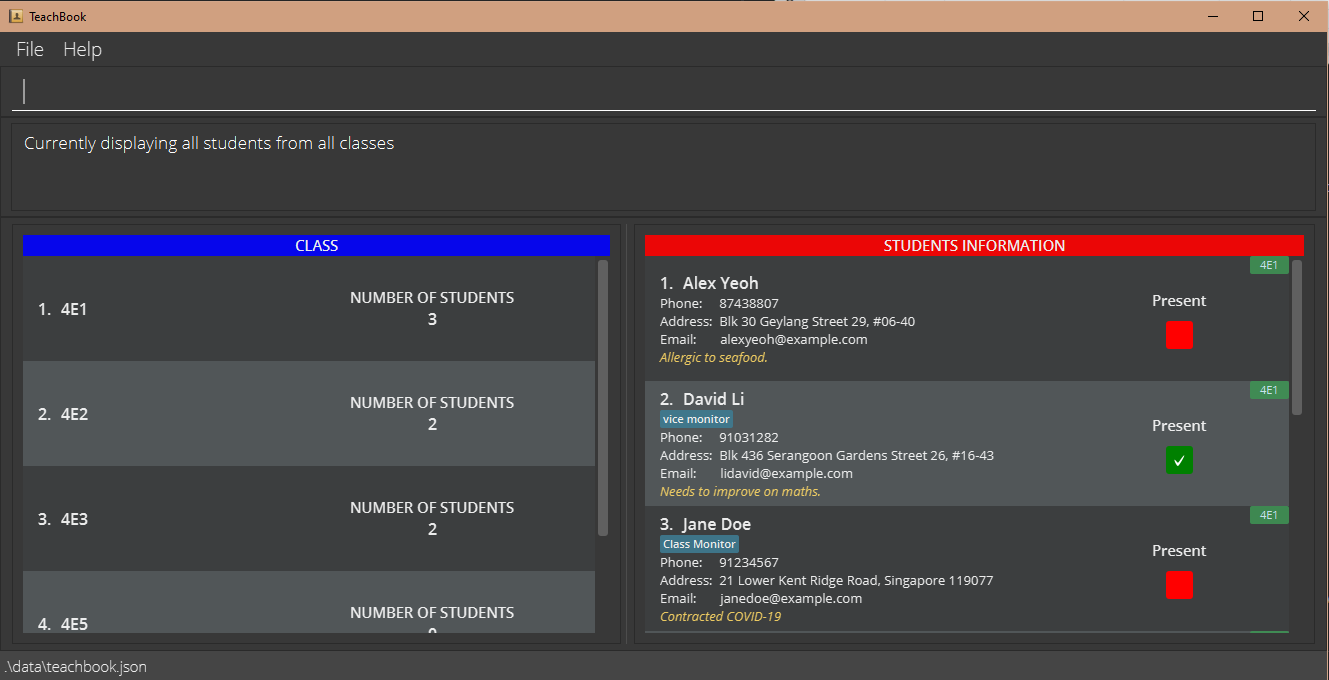 TeachBook
File Help
Currently displaying all students from all classes
CLASS
1. 4E1
NUMBER OF STUDENTS
3
2. 4E2
NUMBER OF STUDENTS
2
3. 4E3
NUMBER OF STUDENTS
2
4. 4E5
NUMBER OF STUDENTS
STUDENTS INFORMATION
4E1
1. Alex Yeoh
Phone: 87438807
Address: Blk 30 Geylang Street 29, #06-40
Email: alexyeoh@example.com
Allergic to seafood.
Present
4E1
2. David Li
vice monitor
Phone: 91031282
Address: Blk 436 Serangoon Gardens Street 26, #16-43
Email: lidavid@example.com
Needs to improve on maths.
Present
4E1
3. Jane Doe
Class Monitor
Phone: 91234567
Address: 21 Lower Kent Ridge Road, Singapore 119077
Email: janedoe@example.com
Contracted COVID-19
Present
.\data\teachbook.json